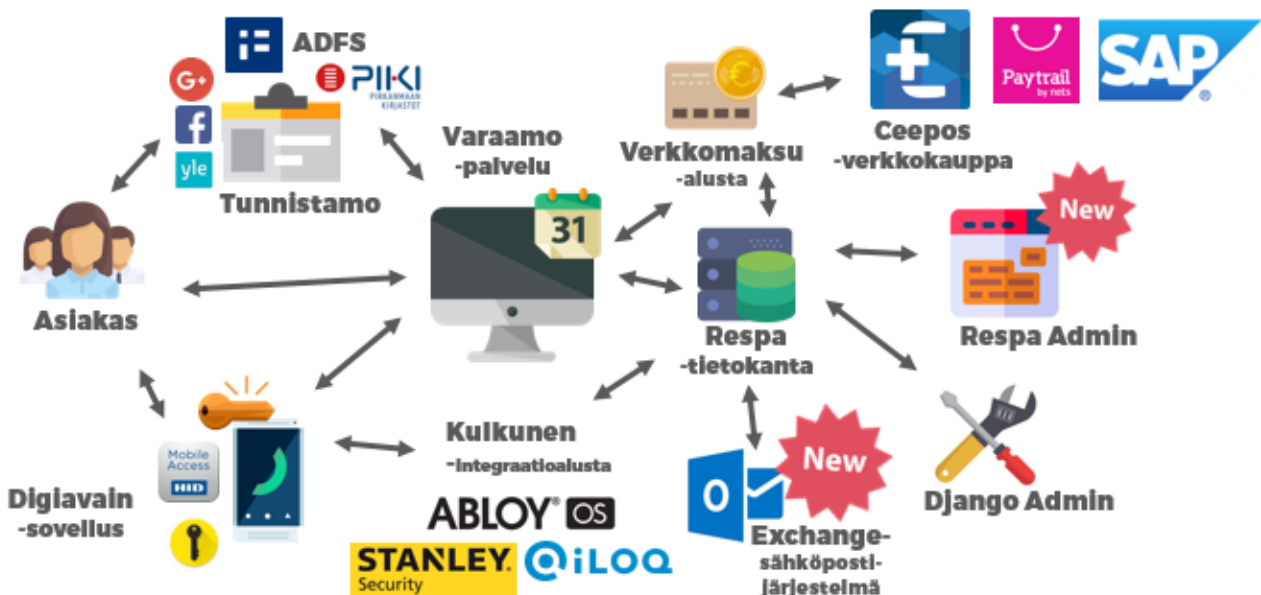 ADFS
G+
PIKI
PIRKANMAAN
KIRJASTOT
f
yle
Tunnistamo
Varaamo
-palvelu
31
Verkkomaksu
-alusta
Ceepos
-verkkokauppa
Paytrail
by nets
SAP®
New
Respa Admin
Asiakas
Respa
-tietokanta
Mobile
Access
HID
Digiavain
-sovellus
Kulkunen
-integraatioalusta
ABLOY® OS
STANLEY.
Security
iLOQ
New
O
Exchange-
sähköposti-
järjestelmä
Django Admin